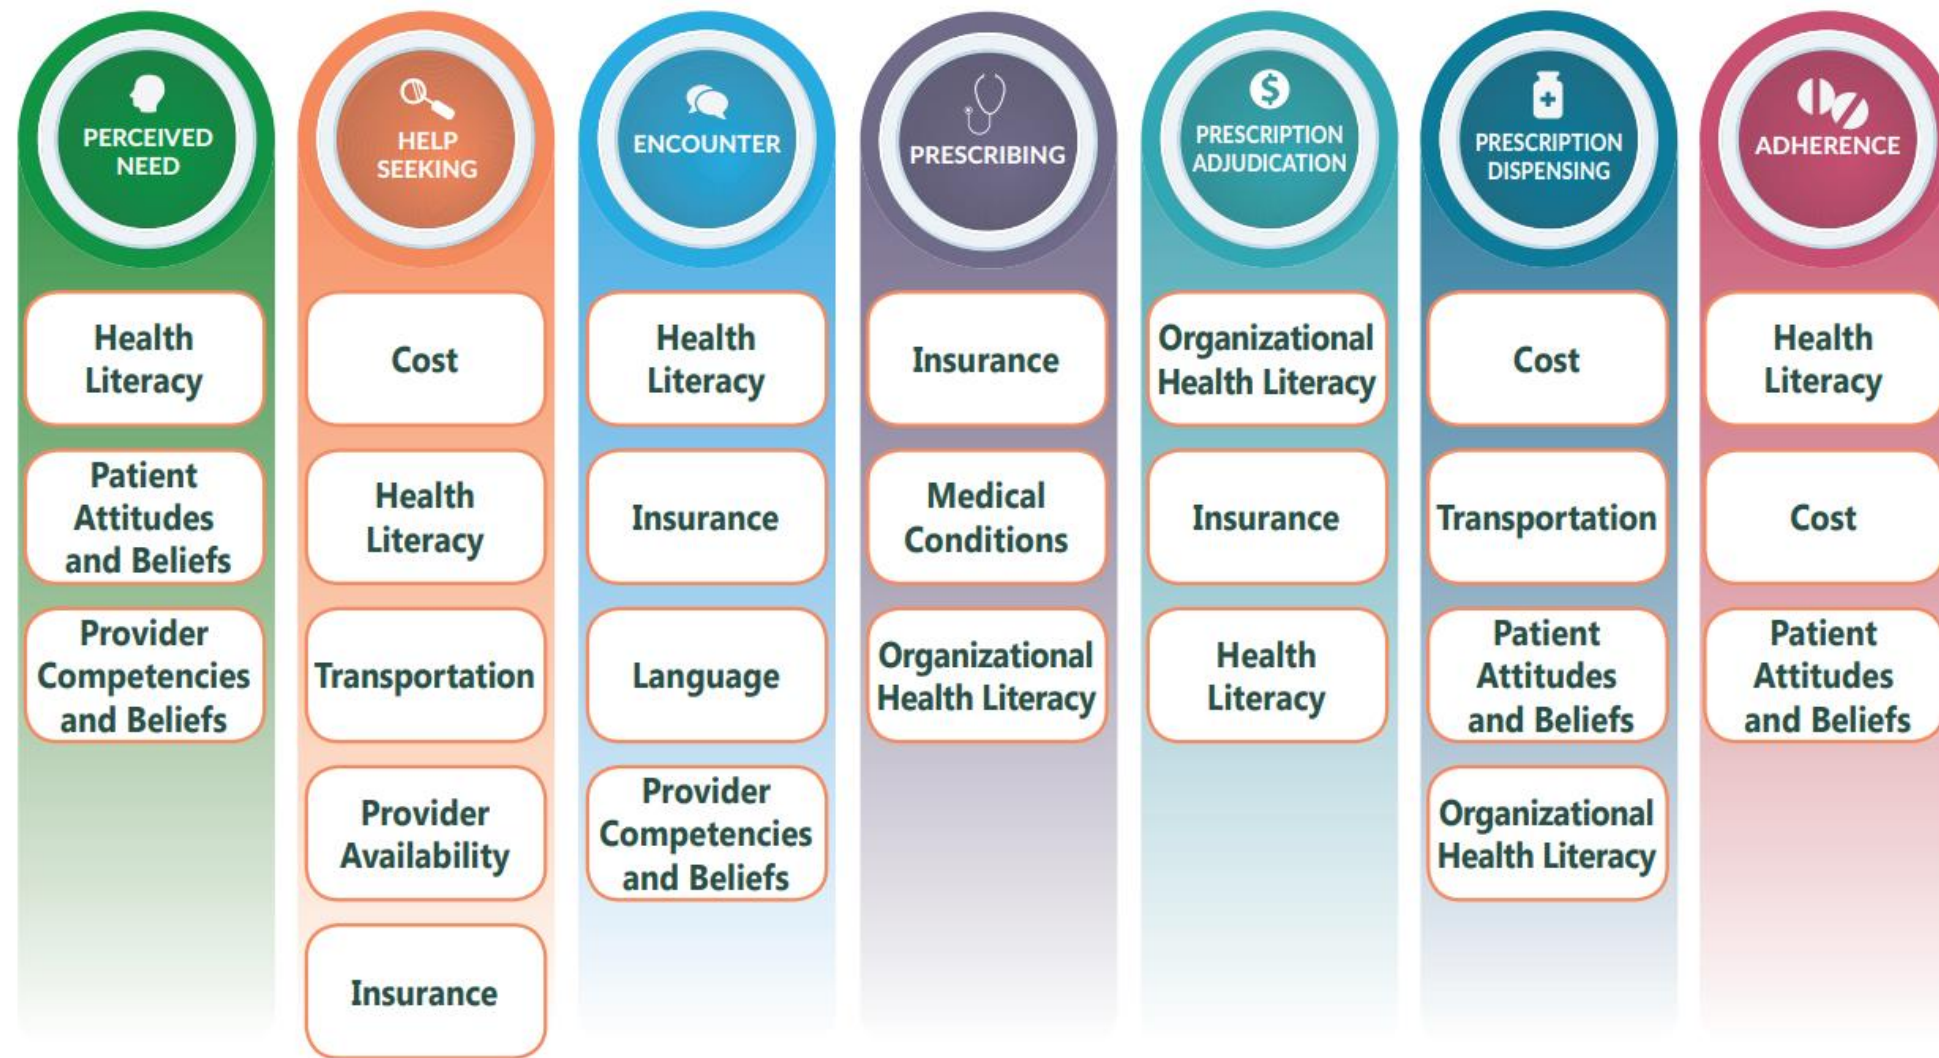 PERCEIVED
NEED
Health
Literacy
Patient
Attitudes
and Beliefs
Provider
Competencies
and Beliefs
HELP
SEEKING
Cost
Health
Literacy
Transportation
Provider
Availability
Insurance
ENCOUNTER
Health
Literacy
Insurance
Language
Provider
Competencies
and Beliefs
PRESCRIBING
Insurance
Medical
Conditions
Organizational
Health Literacy
$
PRESCRIPTION
ADJUDICATION
Organizational
Health Literacy
Insurance
Health
Literacy
PRESCRIPTION
DISPENSING
Cost
Transportation
Patient
Attitudes
and Beliefs
Organizational
Health Literacy
ADHERENCE
Health
Literacy
Cost
Patient
Attitudes
and Beliefs